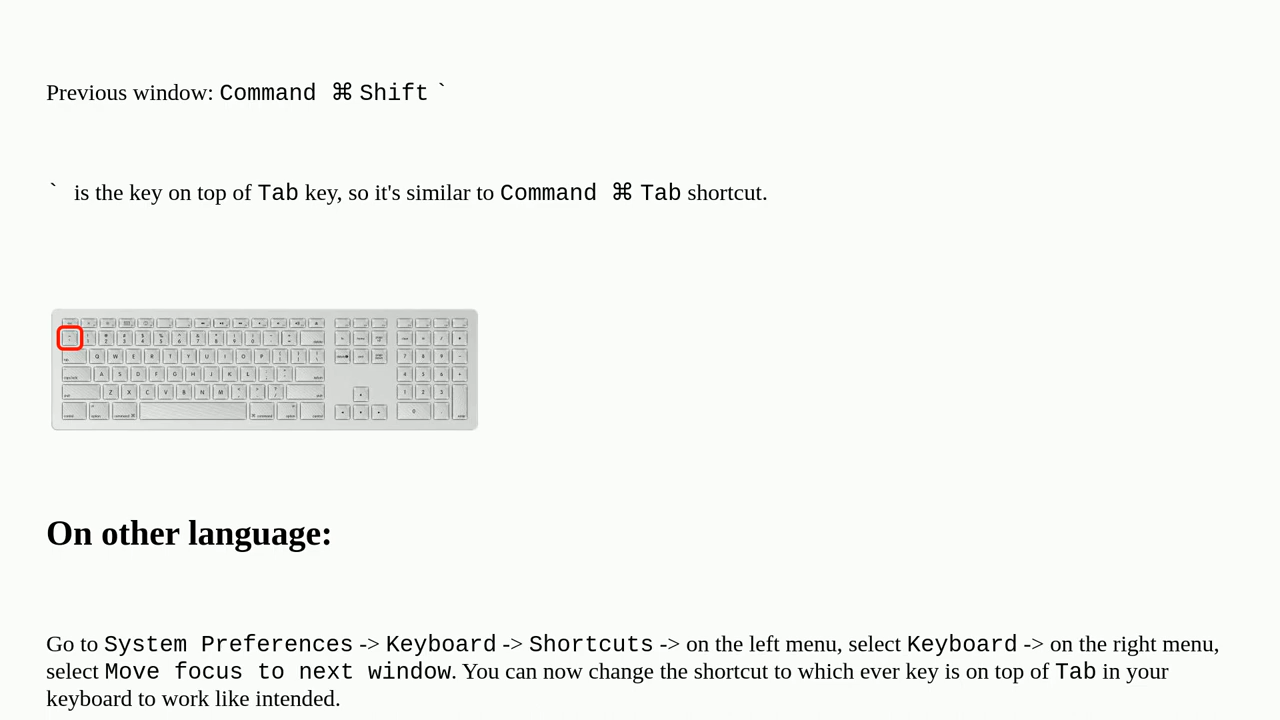 Previous window: Command ⌘ Shift `
` is the key on top of Tab key, so it's similar to Command ⌘ Tab shortcut.
Q W E R T Y U I O P
A S D F G H J K L
Z X C V B N M
On other language:
Go to System Preferences -> Keyboard -> Shortcuts -> on the left menu, select Keyboard -> on the right menu,
select Move focus to next window. You can now change the shortcut to which ever key is on top of Tab in your
keyboard to work like intended.